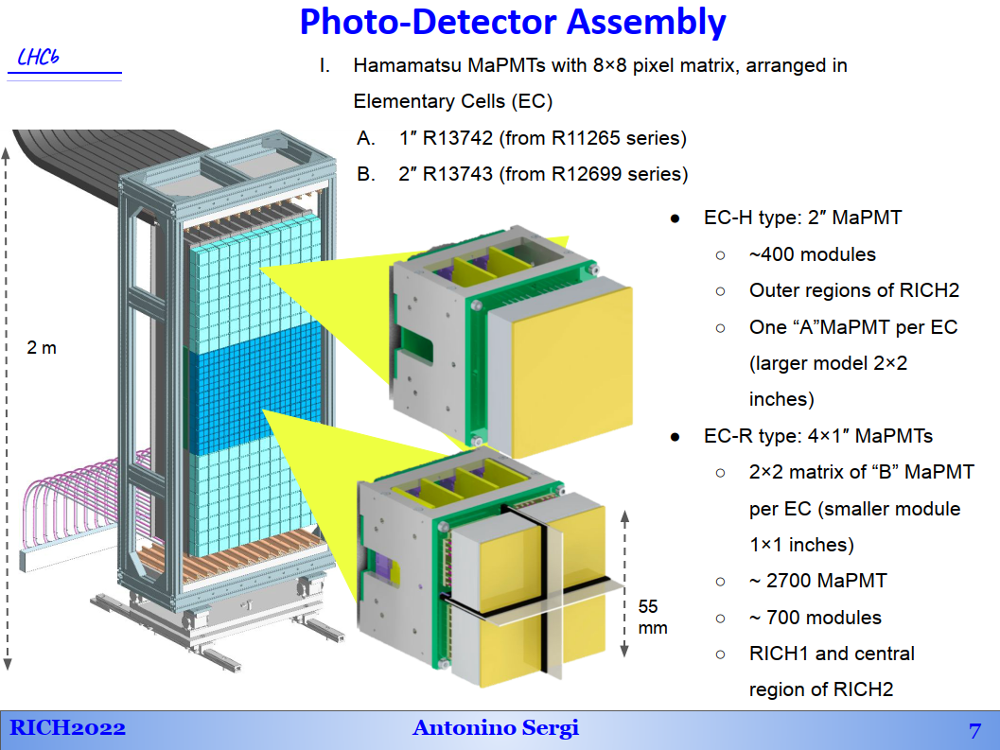 Photo-Detector Assembly
LHCb
I. Hamamatsu MaPMTs with 8×8 pixel matrix, arranged in
Elementary Cells (EC)
A. 1″ R13742 (from R11265 series)
B. 2″ R13743 (from R12699 series)
● EC-H type: 2″ MaPMT
○ ~400 modules
○ Outer regions of RICH2
○ One “A”MaPMT per EC
(larger model 2×2
inches)
● EC-R type: 4×1″ MaPMTs
○ 2×2 matrix of “B” MaPMT
per EC (smaller module
1×1 inches)
○ ~ 2700 MaPMT
○ ~ 700 modules
○ RICH1 and central
region of RICH2
2 m
55
mm
RICH2022
Antonino Sergi
7